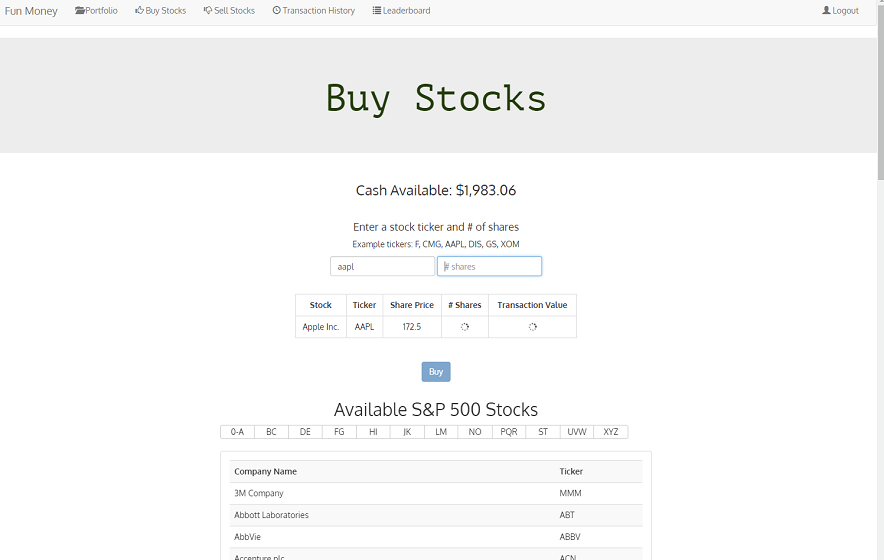 Fun Money Portfolio Buy Stocks Sell Stocks Transaction History Leaderboard Logout
Buy Stocks
Cash Available: $1,983.06
Enter a stock ticker and # of shares
Example tickers: F, CMG, AAPL, DIS, GS, XOM
aapl # shares
Stock Ticker Share Price # Shares Transaction Value
Apple Inc. AAPL 172.5
Buy
Available S&P 500 Stocks
0-A BC DE FG HI JK LM NO PQR ST UVW XYZ
Company Name Ticker
3M Company MMM
Abbott Laboratories ABT
AbbVie ABBV
Accenture plc ACN